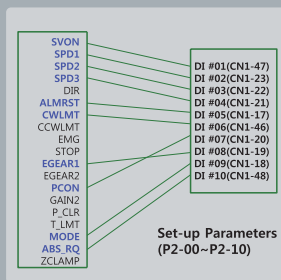 SVON
SPD1
SPD2
SPD3
DIR
ALMRST
CWLMT
CCWLMT
EMG
STOP
EGEAR1
EGEAR2
PCON
GAIN2
P_CLR
T_LMT
MODE
ABS_RQ
ZCLAMP
DI #01(CN1-47)
DI #02(CN1-23)
DI #03(CN1-22)
DI #04(CN1-21)
DI #05(CN1-17)
DI #06(CN1-46)
DI #07(CN1-20)
DI #08(CN1-19)
DI #09(CN1-18)
DI #10(CN1-48)
Set-up Parameters
(P2-00~P2-10)